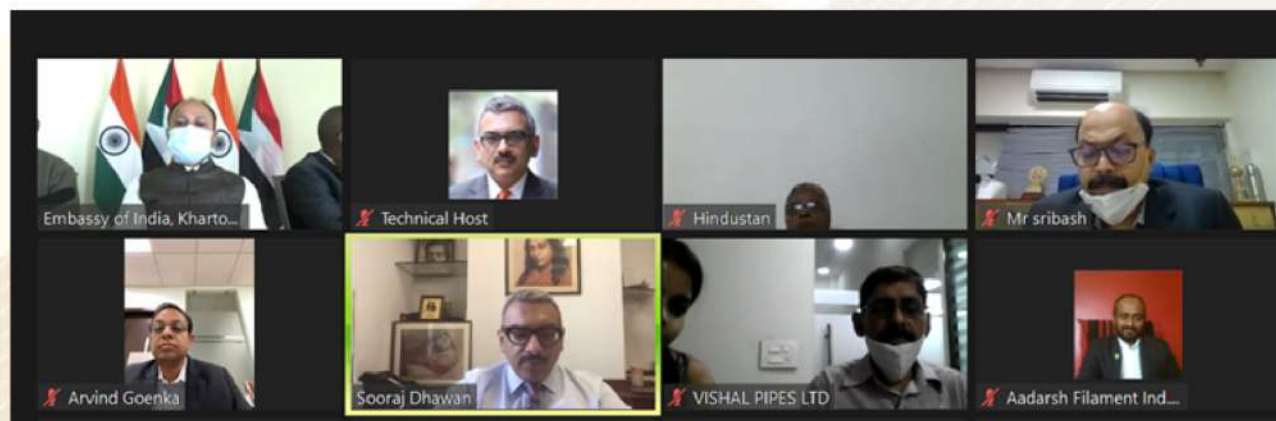 Embassy of India, Kharto...
Technical Host
Hindustan
Mr sribash
Arvind Goenka
Sooraj Dhawan
VISHAL PIPES LTD
Aadarsh Filament Ind....